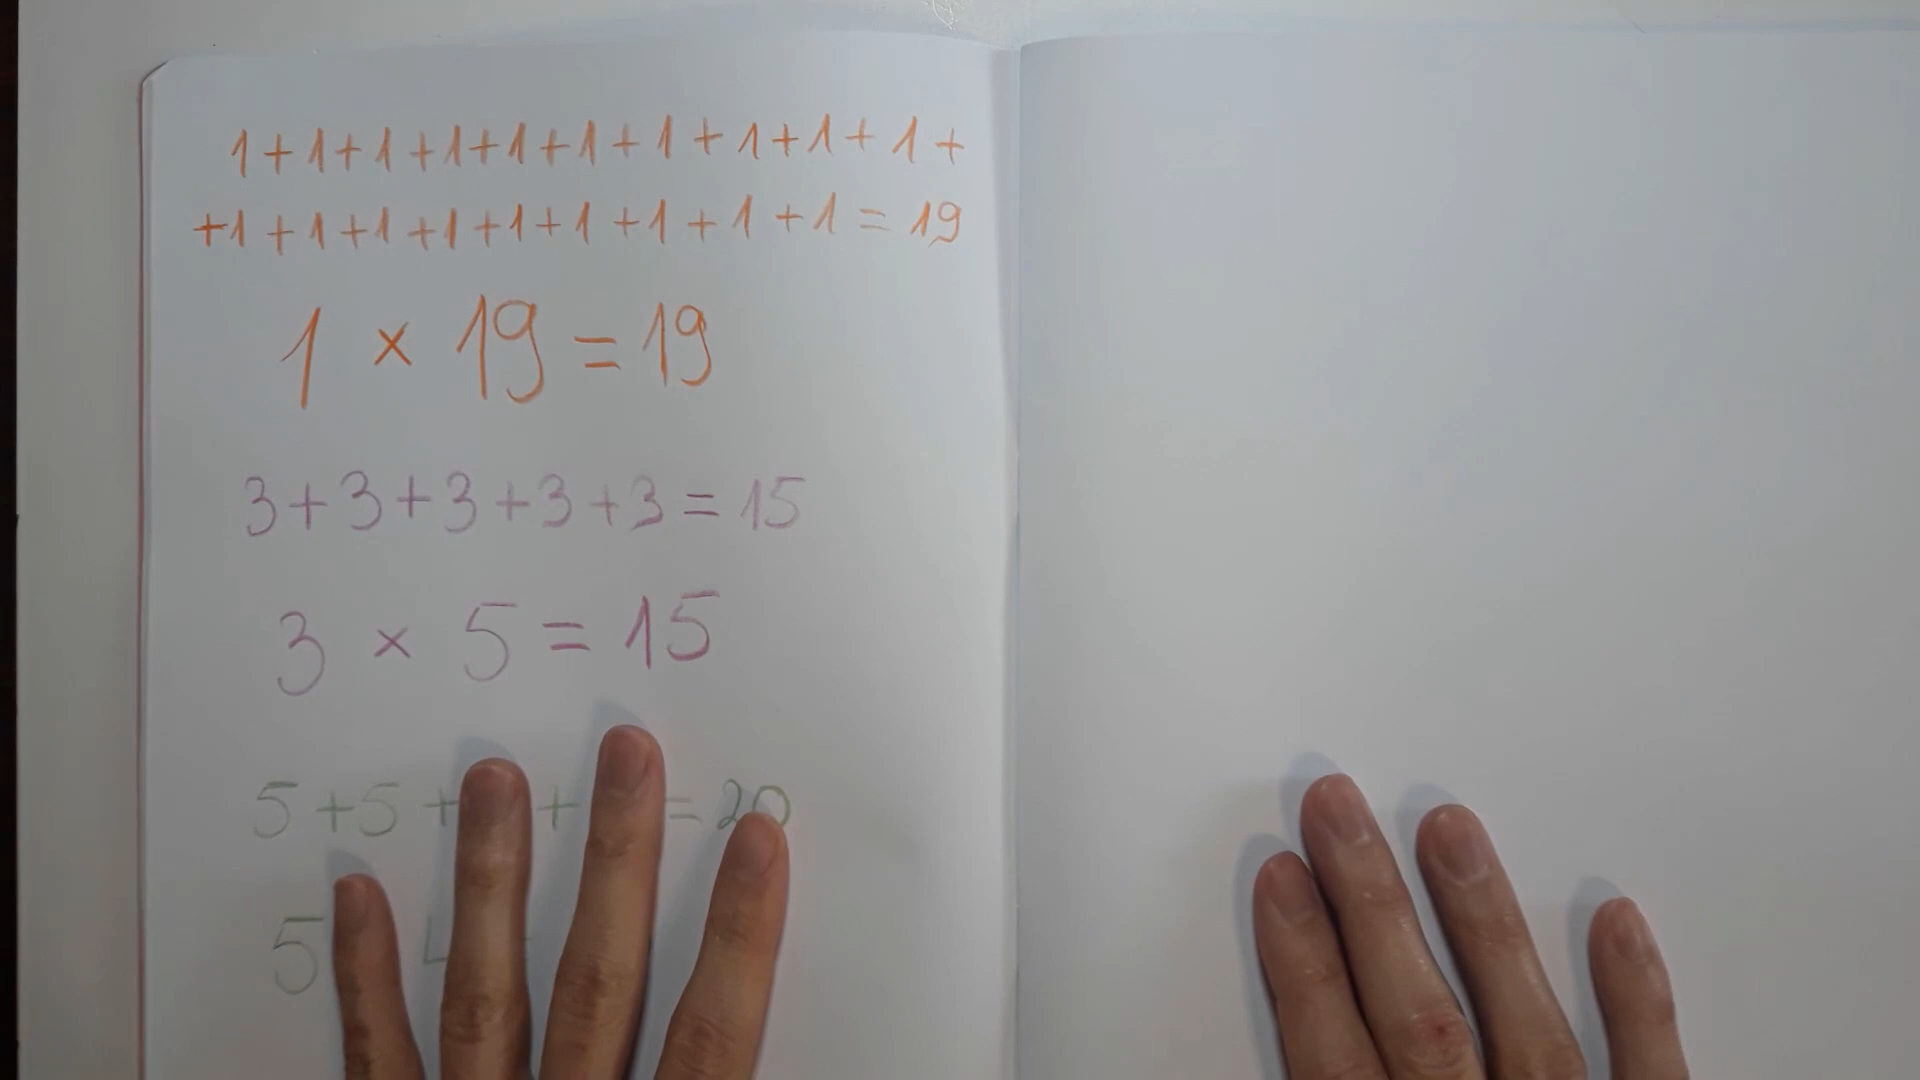 1+1+1+1+1+1+1+1+1+1+
+1+1+1+1+1+1+1+1+1=19
1 × 19 = 19
3+3+3+3+3=15
3 × 5 = 15
5+5+ + =20
5